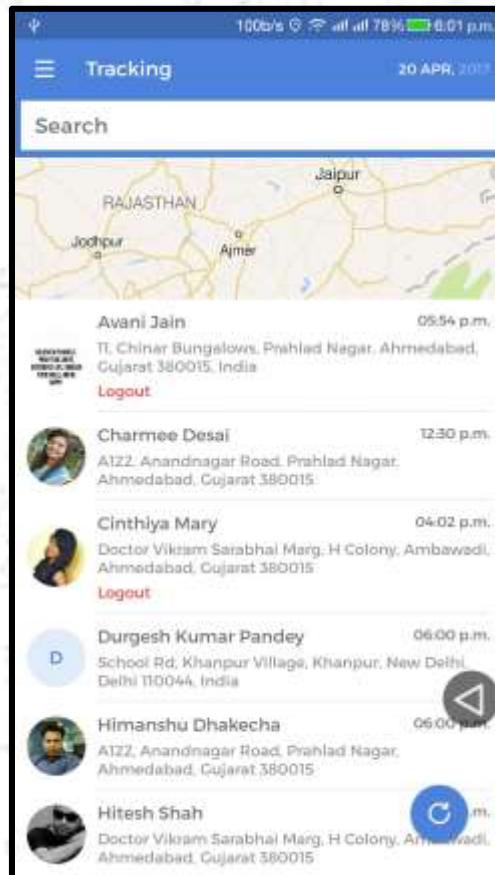 100b/s 78% 6:01 p.m.
Tracking 20 APR, 2017
Search
Jaipur
RAJASTHAN
Jodhpur
Ajmer
Avani Jain 05:54 p.m.
11, Chinar Bungalows, Prahlad Nagar, Ahmedabad,
Gujarat 380015, India
Logout
Charmee Desai 12:30 p.m.
A122, Anandnagar Road, Prahlad Nagar,
Ahmedabad, Gujarat 380015
Cinthiya Mary 04:02 p.m.
Doctor Vikram Sarabhai Marg, H Colony, Ambawadi,
Ahmedabad, Gujarat 380015
Logout
D
Durgesh Kumar Pandey 06:00 p.m.
School Rd, Khanpur Village, Khanpur, New Delhi,
Delhi 110044, India
Himanshu Dhakecha 06:00 p.m.
A122, Anandnagar Road, Prahlad Nagar,
Ahmedabad, Gujarat 380015
Hitesh Shah .m.
Doctor Vikram Sarabhai Marg, H Colony, Ambawadi,
Ahmedabad, Gujarat 380015